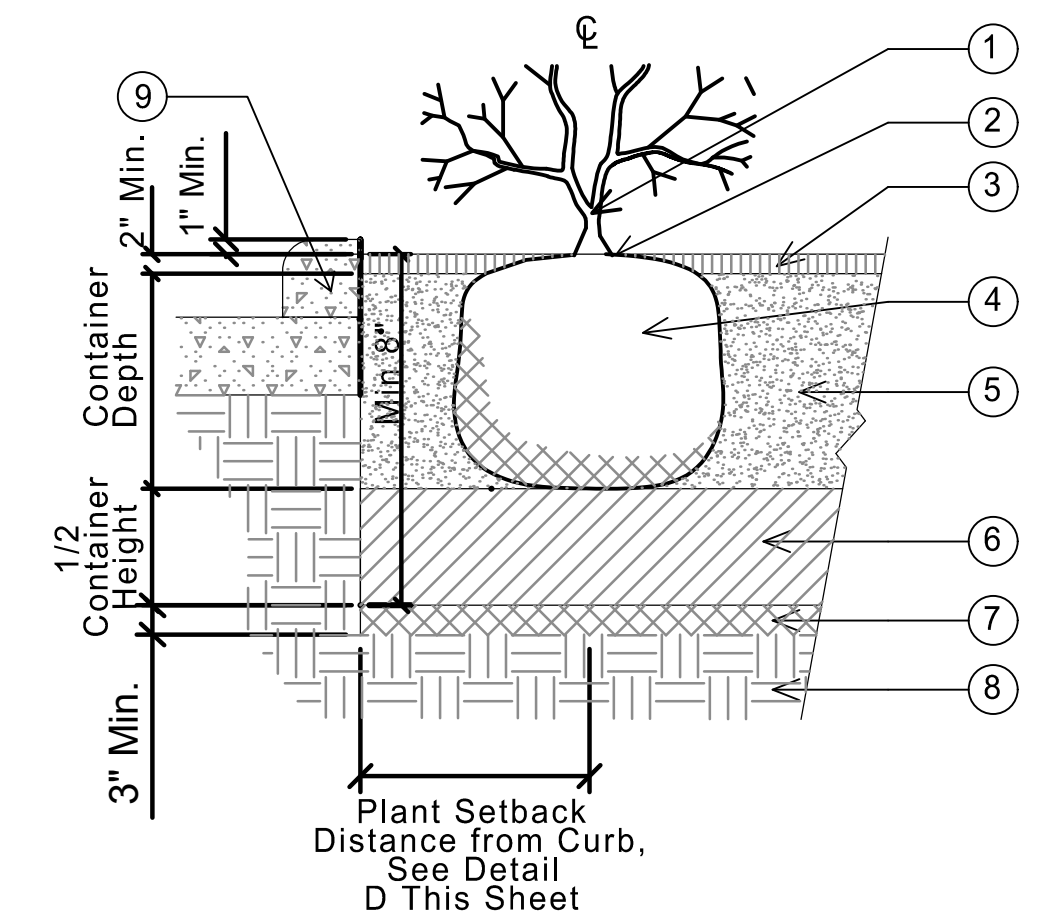 ℄
1
2
3
4
5
6
7
8
9
2" Min.
1" Min.
Container
Depth
Min 8"
1/2
Container
Height
3" Min.
Plant Setback
Distance from Curb,
See Detail
D This Sheet